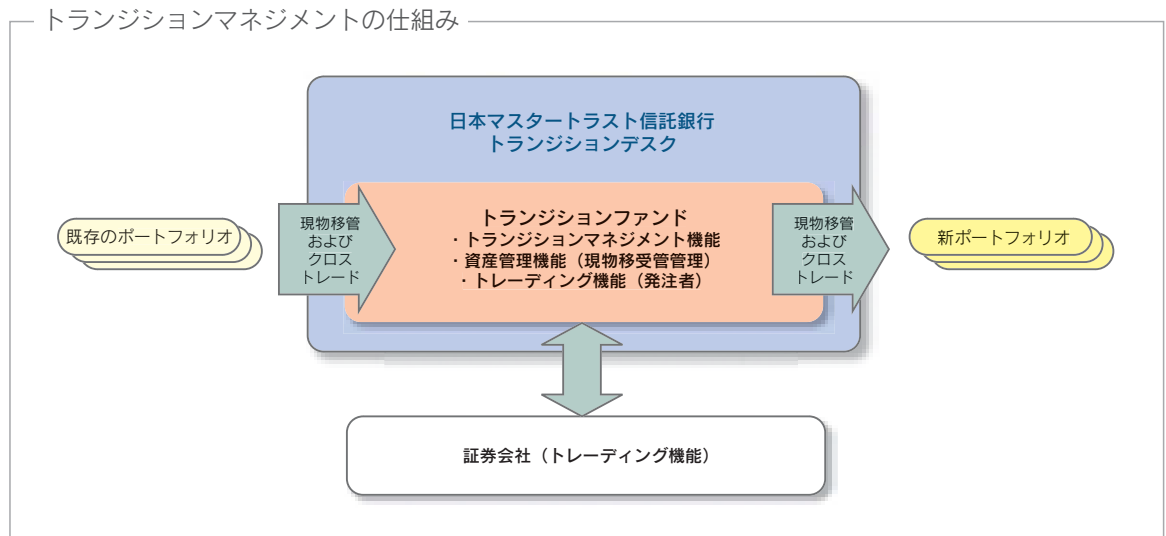 トランジションマネジメントの仕組み
日本マスタートラスト信託銀行
トランジションデスク
既存のポートフォリオ
現物移管
および
クロス
トレード
トランジションファンド
・トランジションマネジメント機能
・資産管理機能（現物移受管管理）
・トレーディング機能（発注者）
現物移管
および
クロス
トレード
新ポートフォリオ
証券会社（トレーディング機能）